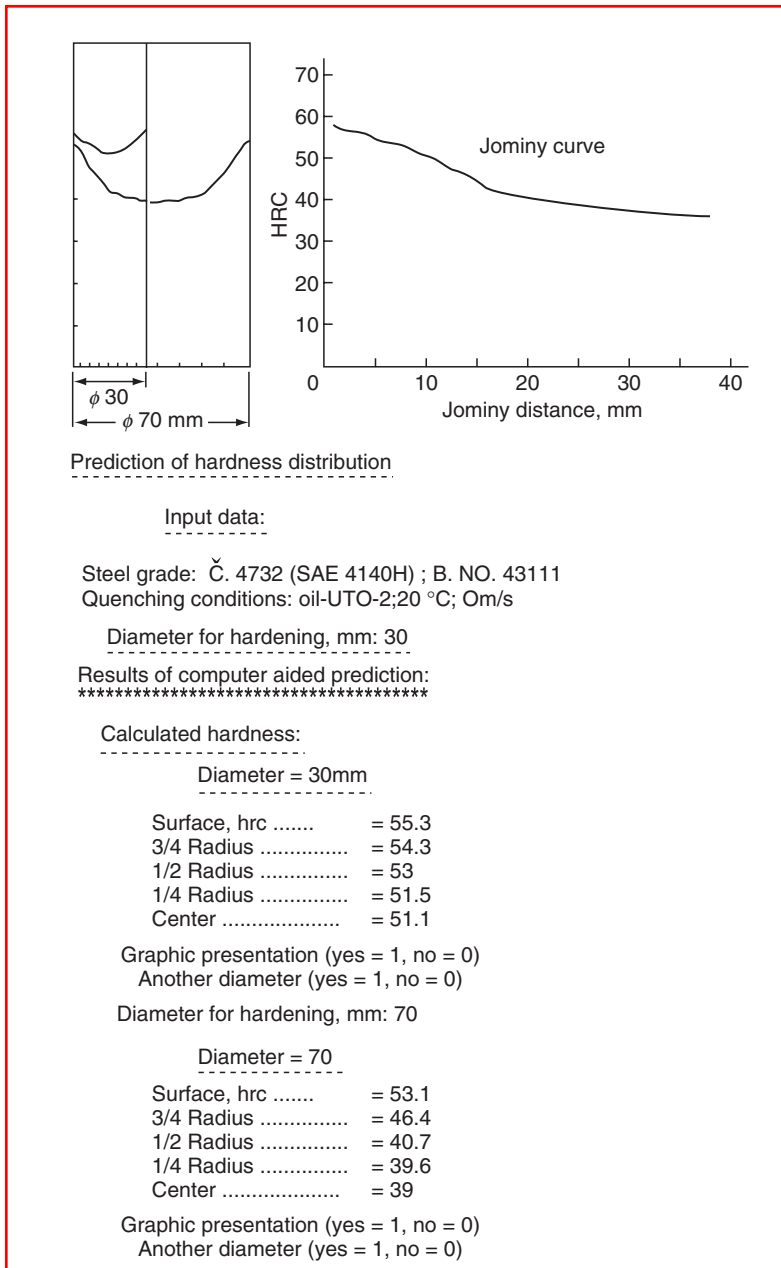 70
60
50
40
30
20
10
HRC
Jominy curve
0 10 20 30 40
Jominy distance, mm
ϕ 30
ϕ 70 mm
Prediction of hardness distribution
Input data:
Steel grade: Č. 4732 (SAE 4140H) ; B. NO. 43111
Quenching conditions: oil-UTO-2;20 °C; Om/s
Diameter for hardening, mm: 30
Results of computer aided prediction:
**************************************
Calculated hardness:
Diameter = 30mm
Surface, hrc ....... = 55.3
3/4 Radius ............... = 54.3
1/2 Radius ............... = 53
1/4 Radius ............... = 51.5
Center .................... = 51.1
Graphic presentation (yes = 1, no = 0)
Another diameter (yes = 1, no = 0)
Diameter for hardening, mm: 70
Diameter = 70
Surface, hrc ....... = 53.1
3/4 Radius ............... = 46.4
1/2 Radius ............... = 40.7
1/4 Radius ............... = 39.6
Center .................... = 39
Graphic presentation (yes = 1, no = 0)
Another diameter (yes = 1, no = 0)